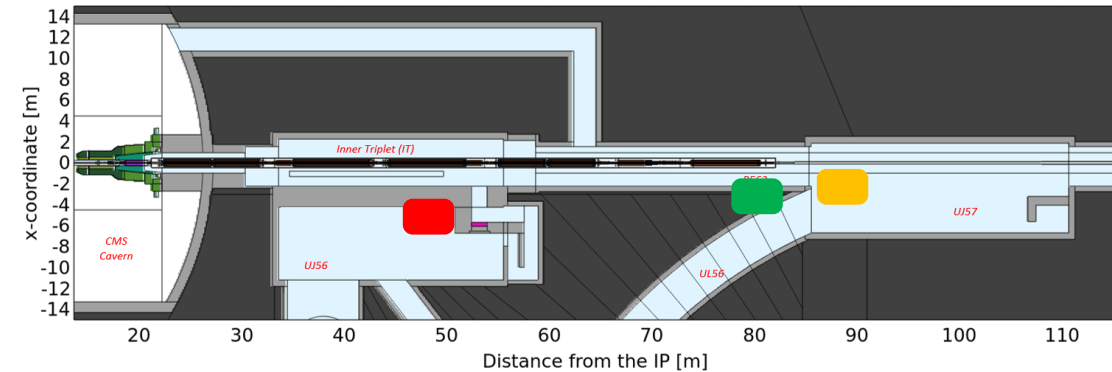 14
12
10
8
6
4
2
0
-2
-4
-6
-8
-10
-12
-14
x-coordinate [m]
Inner Triplet (IT)
CMS
Cavern
UJ56
UL56
UJ57
20 30 40 50 60 70 80 90 100 110
Distance from the IP [m]